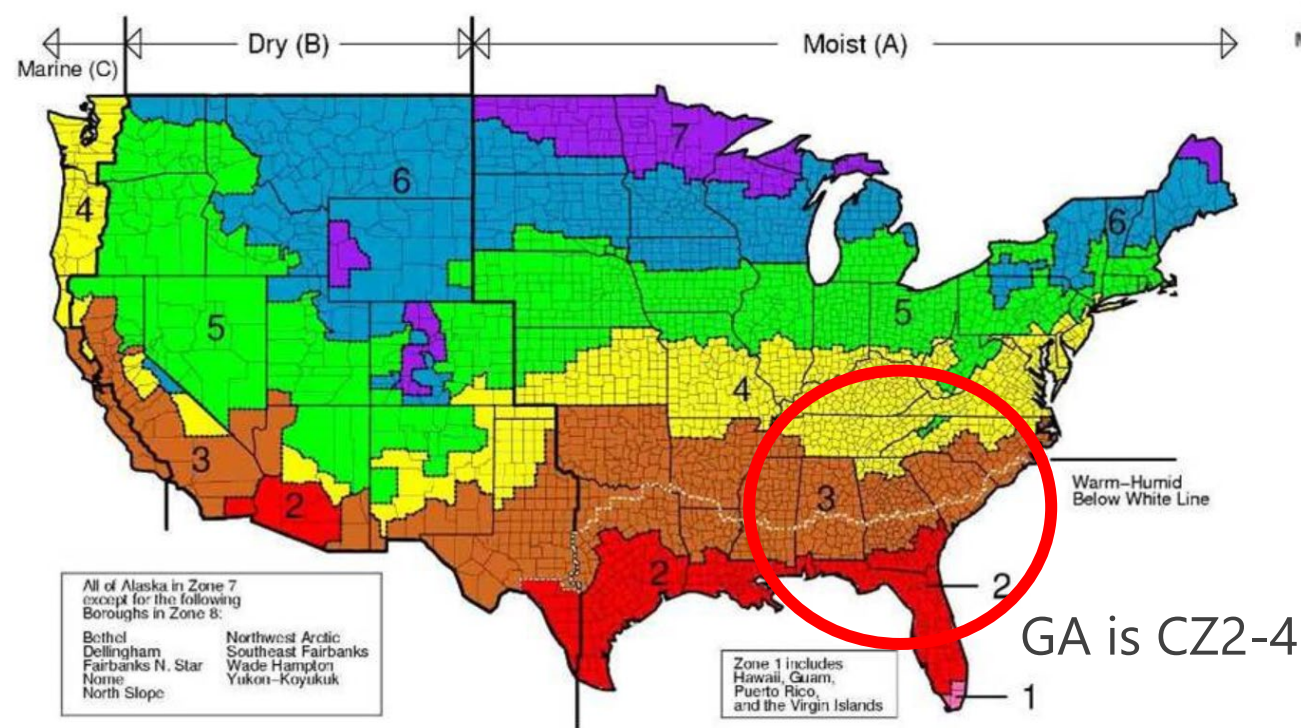 Dry (B)
Moist (A)
Marine (C)
7
6
4
6
5
5
4
3
3
2
2
2
Warm-Humid
Below White Line
All of Alaska in Zone 7
except for the following
Boroughs in Zone 8:
Bethel
Dellingham
Fairbanks N. Star
Nome
North Slope
Northwest Arctic
Southeast Fairbanks
Wade Hampton
Yukon-Koyukuk
GA is CZ2-4
Zone 1 includes
Hawaii, Guam,
Puerto Rico,
and the Virgin Islands
1